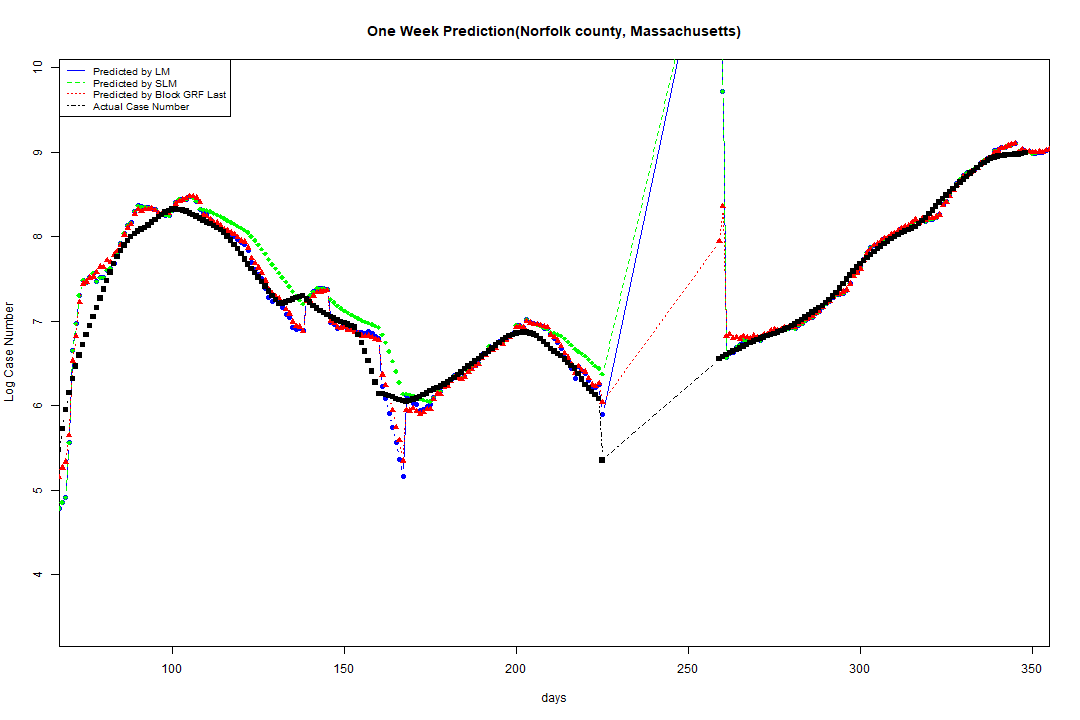 One Week Prediction(Norfolk county, Massachusetts)
Predicted by LM
Predicted by SLM
Predicted by Block GRF Last
Actual Case Number
Log Case Number
10
9
8
7
6
5
4
100 150 200 250 300 350
days